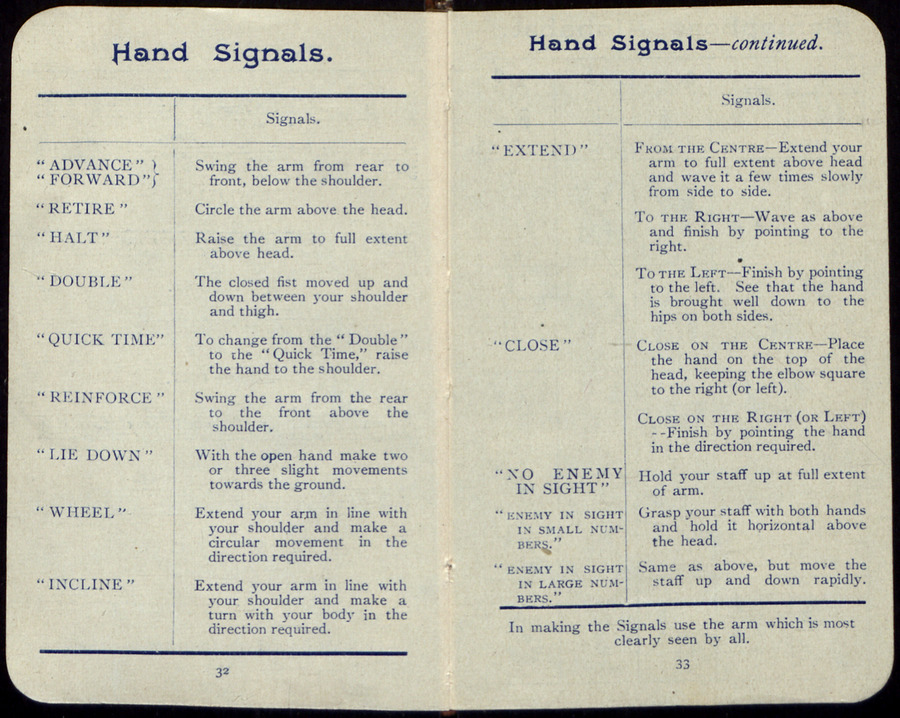 Hand Signals.
Signals.
"ADVANCE" }
"FORWARD" }
Swing the arm from rear to
front, below the shoulder.
"RETIRE"
Circle the arm above the head.
"HALT"
Raise the arm to full extent
above head.
"DOUBLE"
The closed fist moved up and
down between your shoulder
and thigh.
"QUICK TIME"
To change from the "Double"
to the "Quick Time," raise
the hand to the shoulder.
"REINFORCE"
Swing the arm from the rear
to the front above the
shoulder.
"LIE DOWN"
With the open hand make two
or three slight movements
towards the ground.
"WHEEL"
Extend your arm in line with
your shoulder and make a
circular movement in the
direction required.
"INCLINE"
Extend your arm in line with
your shoulder and make a
turn with your body in the
direction required.
32
Hand Signals—continued.
Signals.
"EXTEND"
FROM THE CENTRE—Extend your
arm to full extent above head
and wave it a few times slowly
from side to side.
TO THE RIGHT—Wave as above
and finish by pointing to the
right.
TO THE LEFT—Finish by pointing
to the left. See that the hand
is brought well down to the
hips on both sides.
"CLOSE"
CLOSE ON THE CENTRE—Place
the hand on the top of the
head, keeping the elbow square
to the right (or left).
CLOSE ON THE RIGHT (OR LEFT)
--Finish by pointing the hand
in the direction required.
"NO ENEMY
IN SIGHT"
Hold your staff up at full extent
of arm.
"ENEMY IN SIGHT
IN SMALL NUM-
BERS."
Grasp your staff with both hands
and hold it horizontal above
the head.
"ENEMY IN SIGHT
IN LARGE NUM-
BERS."
Same as above, but move the
staff up and down rapidly.
In making the Signals use the arm which is most
clearly seen by all.
33